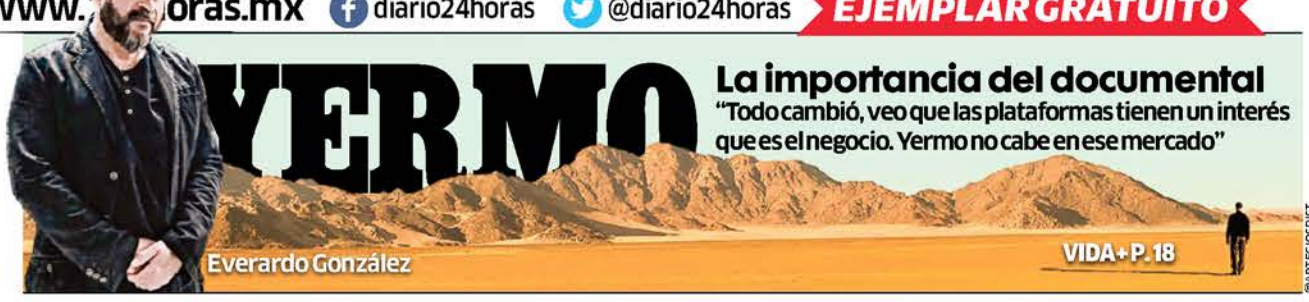 www. oras.mx diario24horas @diario24horas EJEMPLAR GRATUITO
YERMO
La importancia del documental
“Todo cambió, veo que las plataformas tienen un interés
que es el negocio. Yermo no cabe en ese mercado”
Everardo González
VIDA+ P. 18